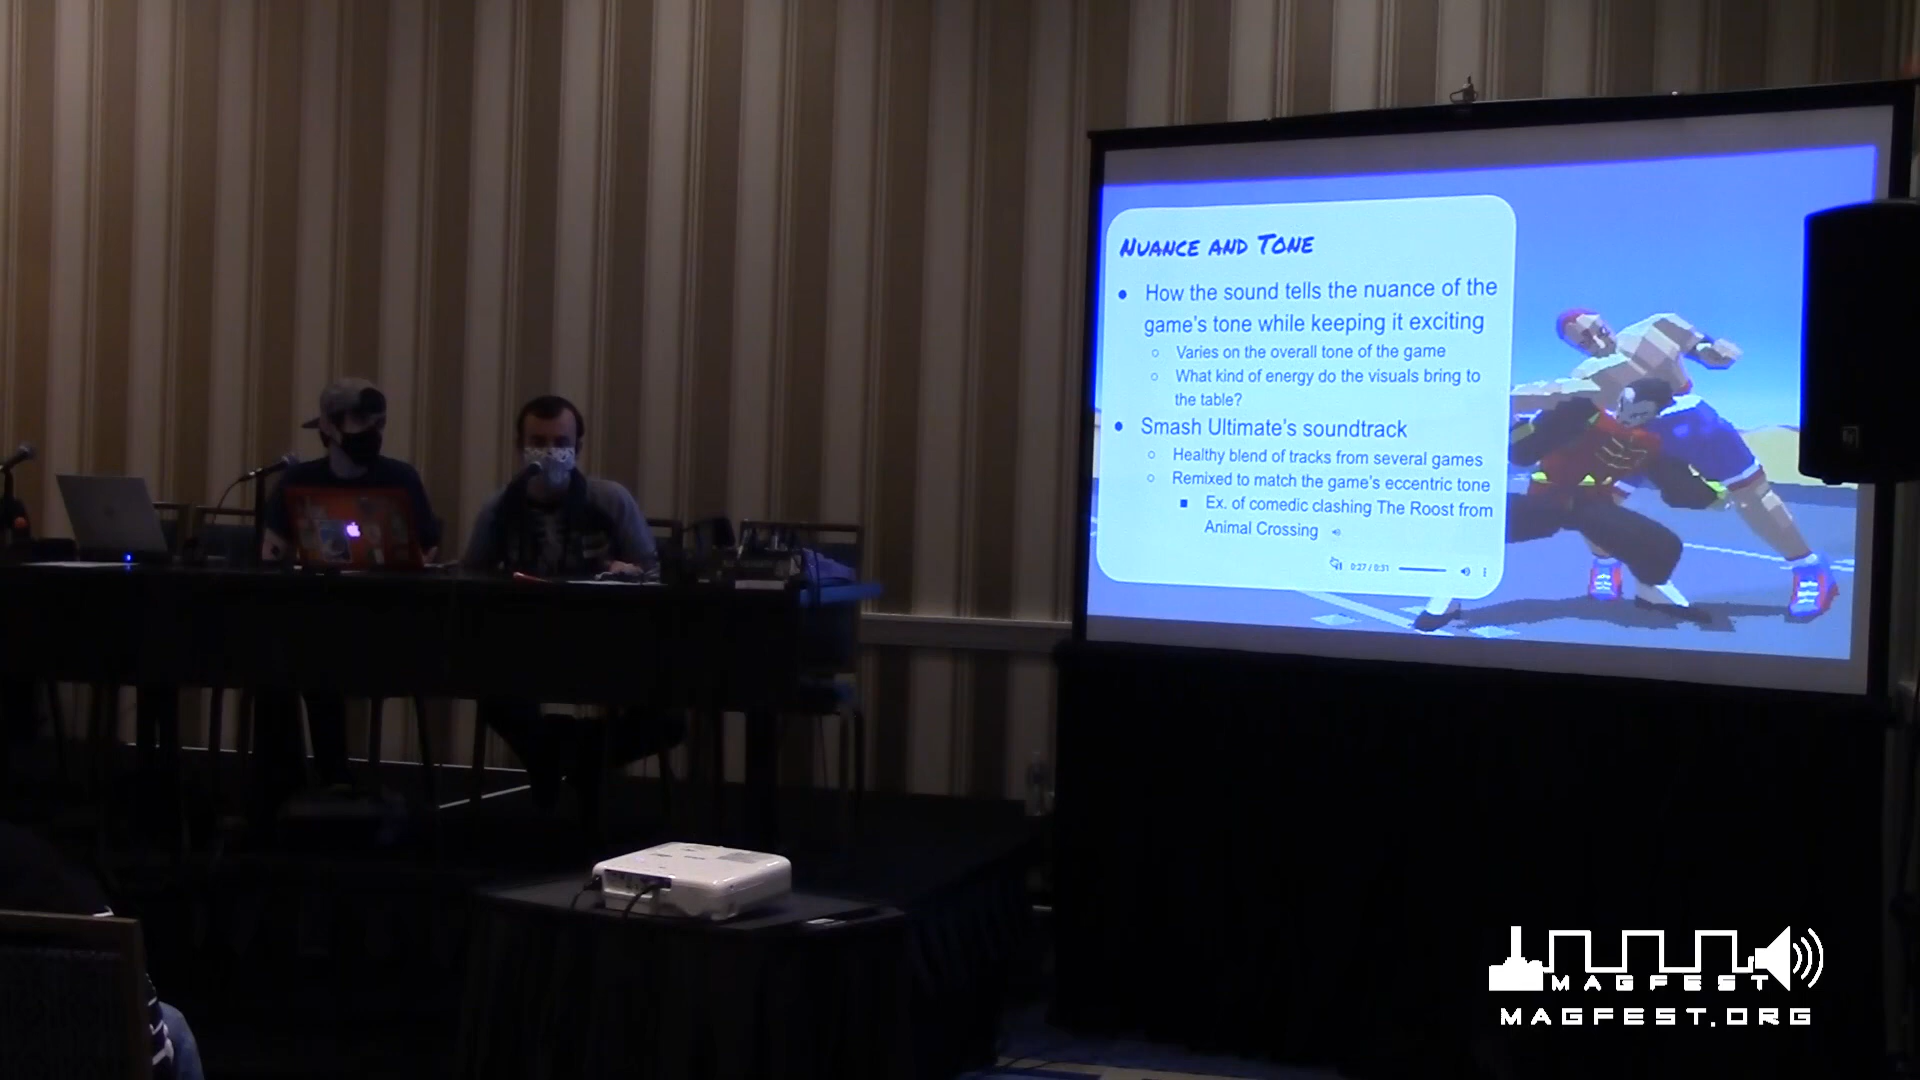 NUANCE AND TONE
● How the sound tells the nuance of the
game's tone while keeping it exciting
○ Varies on the overall tone of the game
○ What kind of energy do the visuals bring to
the table?
● Smash Ultimate's soundtrack
○ Healthy blend of tracks from several games
○ Remixed to match the game's eccentric tone
■ Ex. of comedic clashing The Roost from
Animal Crossing
0:27 / 0:31
MAGFEST
MAGFEST.ORG